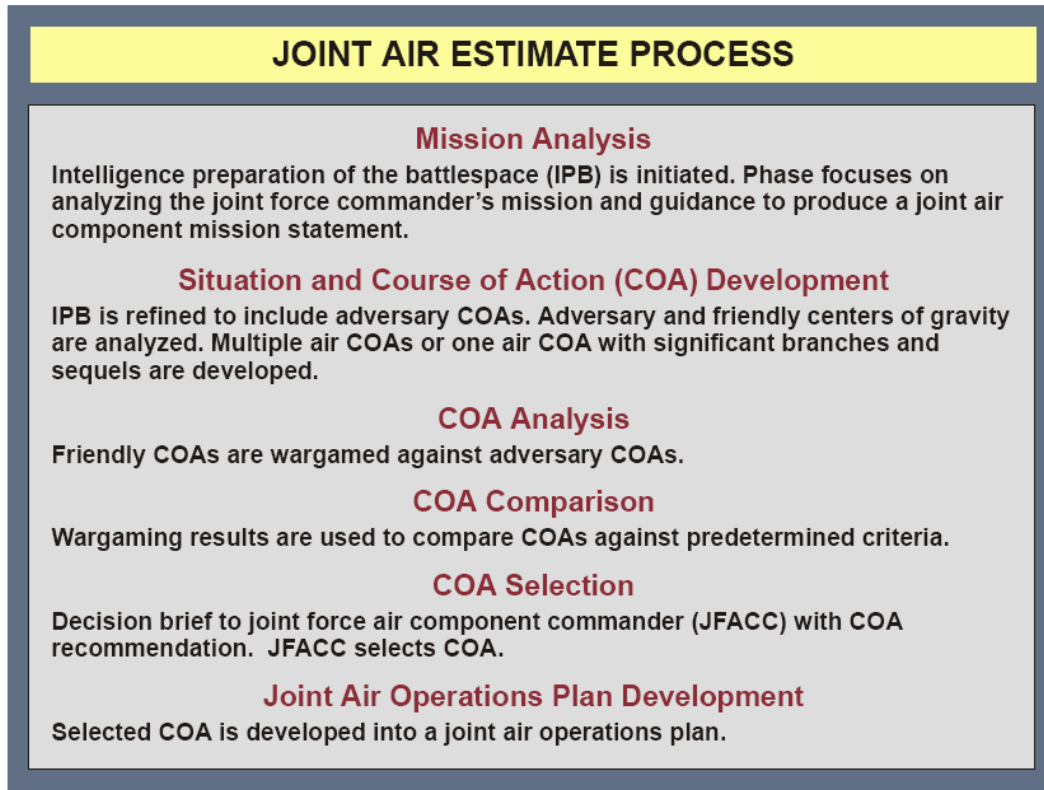 JOINT AIR ESTIMATE PROCESS
Mission Analysis
Intelligence preparation of the battlespace (IPB) is initiated. Phase focuses on
analyzing the joint force commander's mission and guidance to produce a joint air
component mission statement.
Situation and Course of Action (COA) Development
IPB is refined to include adversary COAs. Adversary and friendly centers of gravity
are analyzed. Multiple air COAs or one air COA with significant branches and
sequels are developed.
COA Analysis
Friendly COAs are wargamed against adversary COAs.
COA Comparison
Wargaming results are used to compare COAs against predetermined criteria.
COA Selection
Decision brief to joint force air component commander (JFACC) with COA
recommendation.  JFACC selects COA.
Joint Air Operations Plan Development
Selected COA is developed into a joint air operations plan.